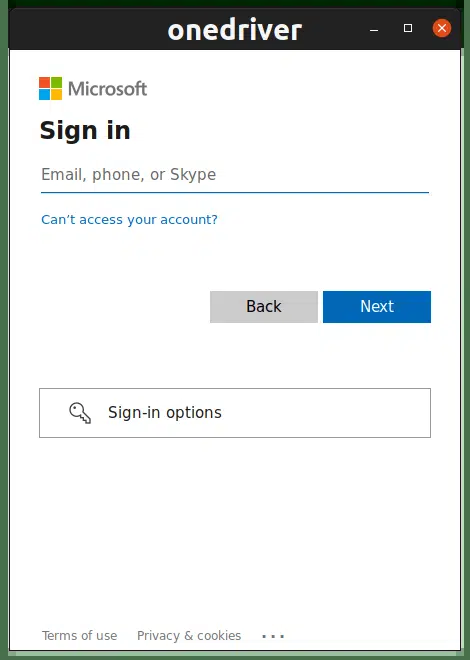 onedriver
Microsoft
Sign in
Email, phone, or Skype
Can’t access your account?
Back Next
Sign-in options
Terms of use Privacy & cookies ...